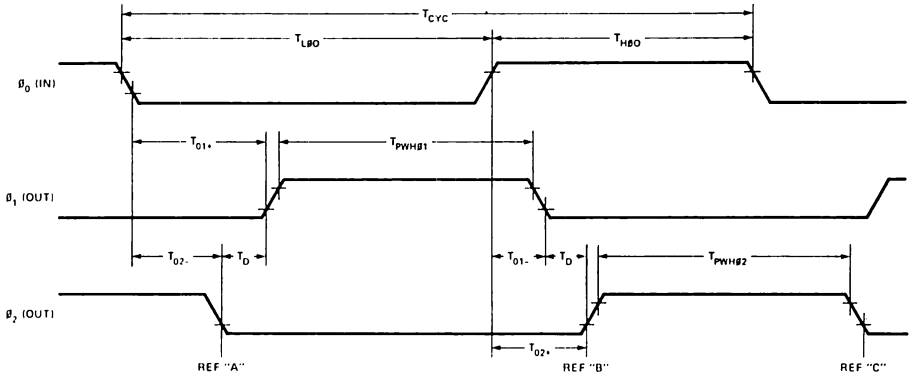 T_CYC
T_LØO T_HØO
Ø_0 (IN)
T_01+ T_PWHØ1
Ø_1 (OUT)
T_02- T_D T_01- T_D T_PWHØ2
Ø_2 (OUT)
T_02+
REF "A" REF "B" REF "C"